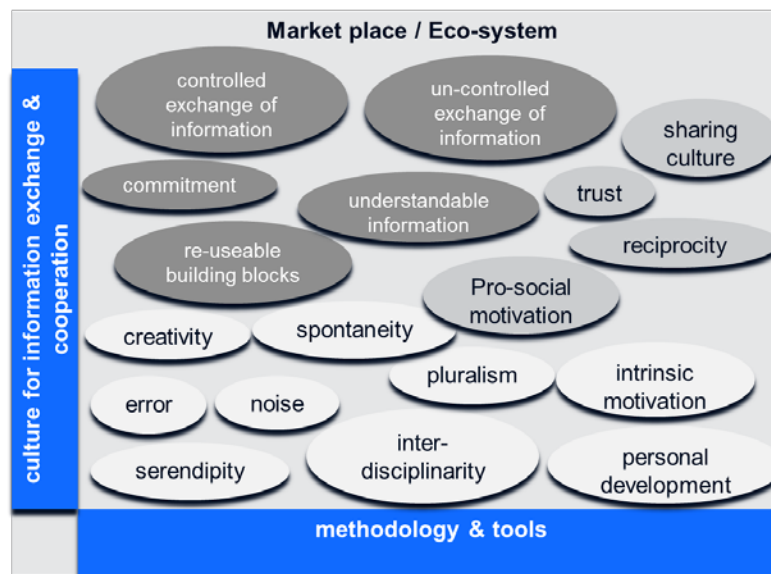 Market place / Eco-system
culture for information exchange &
cooperation
controlled
exchange of
information
un-controlled
exchange of
information
sharing
culture
commitment
understandable
information
trust
reciprocity
re-useable
building blocks
Pro-social
motivation
creativity
spontaneity
pluralism
intrinsic
motivation
error
noise
serendipity
inter-
disciplinarity
personal
development
methodology & tools